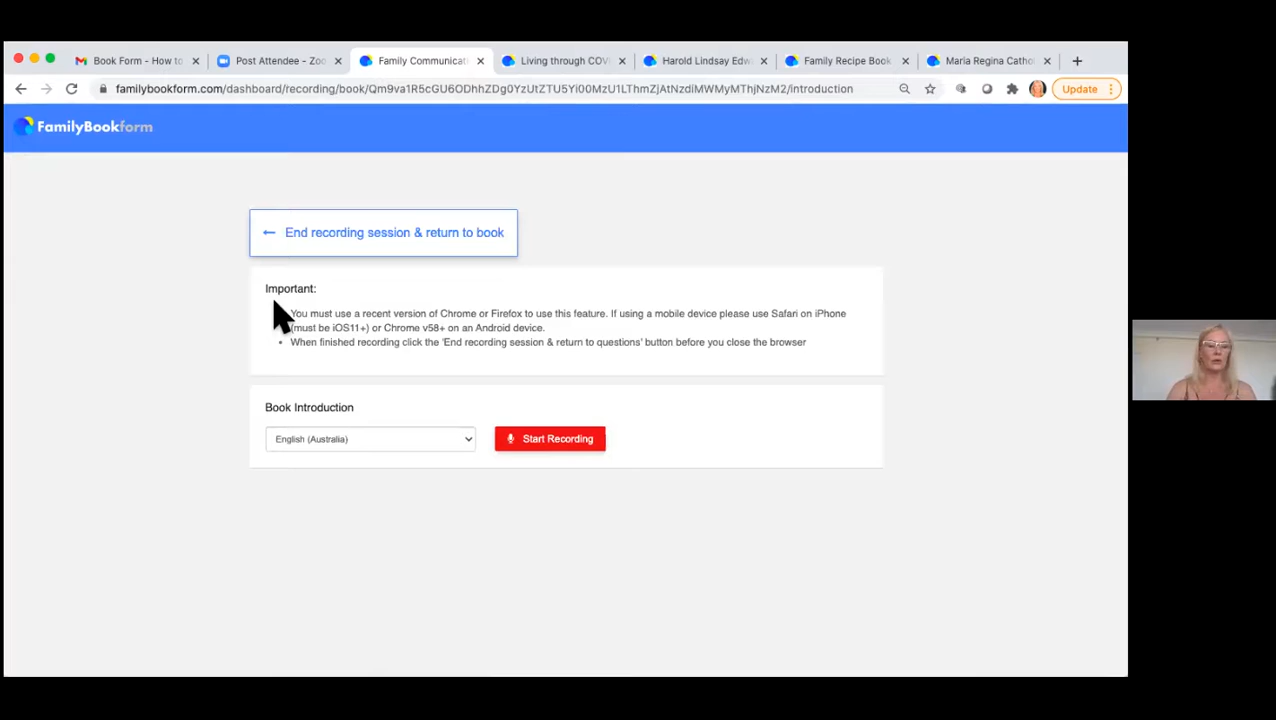 Book Form - How to
Post Attendee - Zoo
Family Communicati
Living through COVI
Harold Lindsay Edw
Family Recipe Book
Maria Regina Catho
familybookform.com/dashboard/recording/book/Qm9va1R5cGU6ODhhZDg0YzUtZTU5Yi00MzU1LThmZjAtNzdiMWMyMThjNzM2/introduction
Update
FamilyBookform
End recording session & return to book
Important:
You must use a recent version of Chrome or Firefox to use this feature. If using a mobile device please use Safari on iPhone
(must be iOS11+) or Chrome v58+ on an Android device.
• When finished recording click the 'End recording session & return to questions' button before you close the browser
Book Introduction
English (Australia)
Start Recording